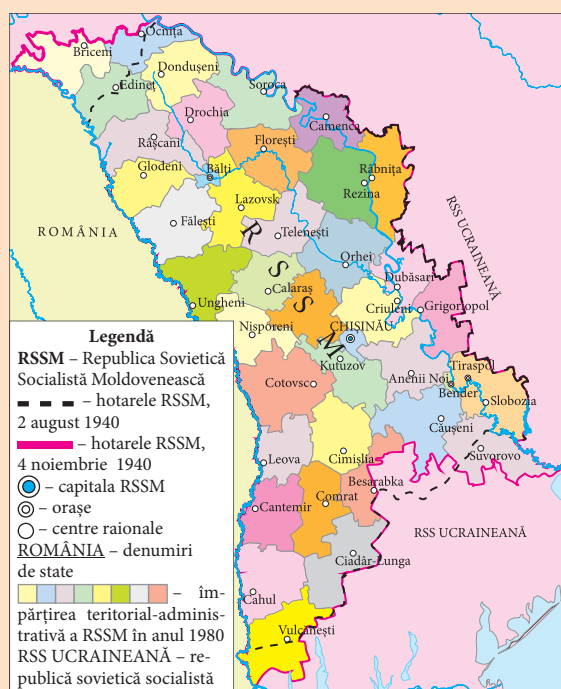 Ocnița
Briceni
Dondușeni
Edineț
Soroca
Drochia
Camenca
Râșcani
Florești
Glodeni
Bălți
Râbnița
Rezina
Lazovsk
Fălești
ROMÂNIA
Telenești
RSS UCRAINEANĂ
Orhei
Dubăsari
Calaraș
Ungheni
Criuleni
Grigoriopol
RSSM
Nisporeni
CHIȘINĂU
Kutuzov
Tiraspol
Cotovsc
Anenii Noi
Bender
Slobozia
Căușeni
Leova
Cimișlia
Suvorovo
Besarabka
Cantemir
Comrat
RSS UCRAINEANĂ
Ciadâr-Lunga
Cahul
Vulcănești
Legendă
RSSM – Republica Sovietică
Socialistă Moldovenească
– hotarele RSSM,
2 august 1940
– hotarele RSSM,
4 noiembrie 1940
– capitala RSSM
– orașe
– centre raionale
ROMÂNIA – denumiri
de state
– îm-
părțirea teritorial-adminis-
trativă a RSSM în anul 1980
RSS UCRAINEANĂ – re-
publică sovietică socialistă